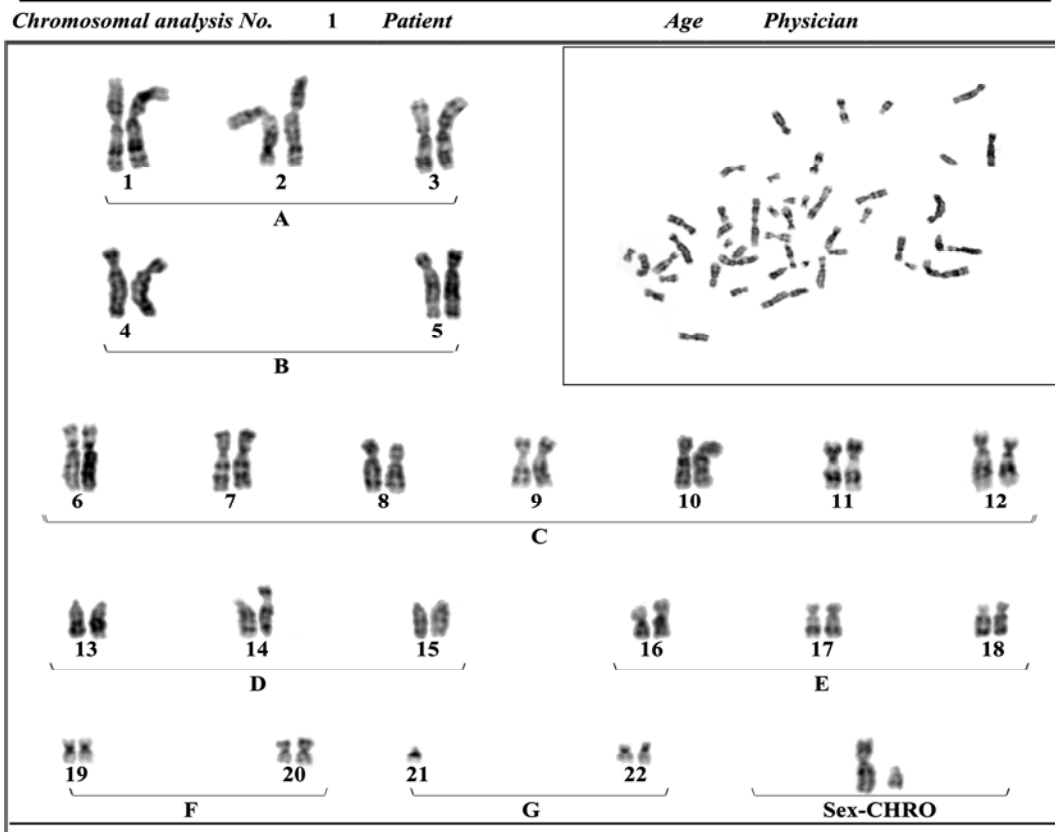 Chromosomal analysis No. 1 Patient Age Physician
1 2 3
A
4 5
B
6 7 8 9 10 11 12
C
13 14 15 16 17 18
D E
19 20 21 22
F G Sex-CHRO